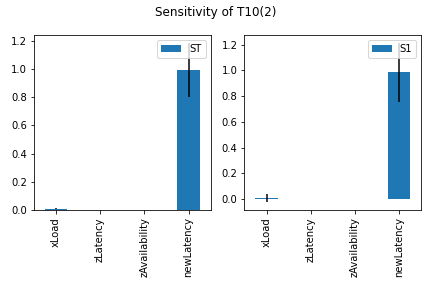 Sensitivity of T10(2)
ST
1.2
1.0
0.8
0.6
0.4
0.2
0.0
xLoad
zLatency
zAvailability
newLatency
S1
1.2
1.0
0.8
0.6
0.4
0.2
0.0
xLoad
zLatency
zAvailability
newLatency